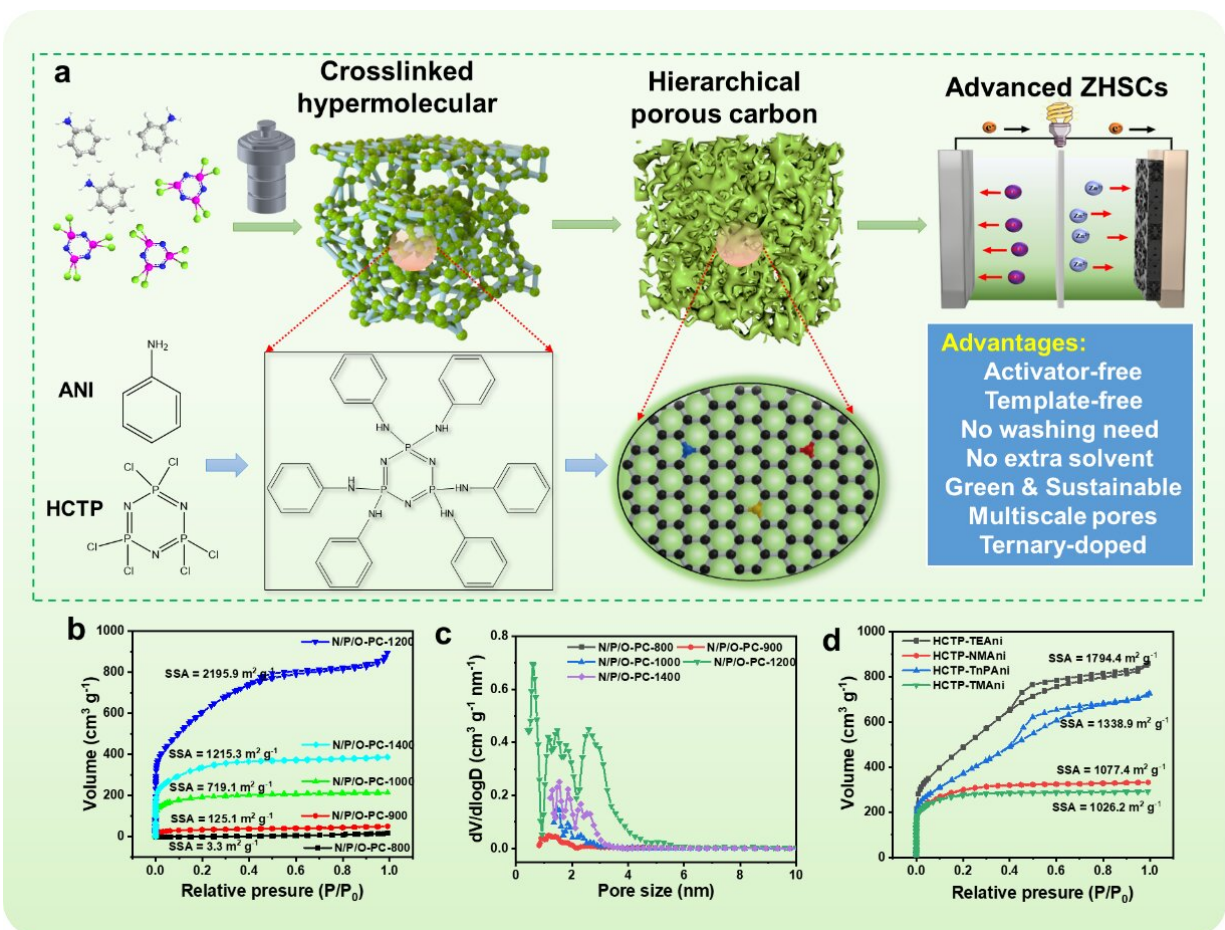 a
Crosslinked
hypermolecular
Hierarchical
porous carbon
Advanced ZHSCs
e
e
Zn
Zn
Zn
Zn
ANI
NH2
HCTP
Cl
Cl
P
N
N
Cl
P
P
Cl
N
Cl
Cl
HN
NH
P
N
N
H
N
P
P
HN
N
NH
HN
Advantages:
Activator-free
Template-free
No washing need
No extra solvent
Green & Sustainable
Multiscale pores
Ternary-doped
b
Volume (cm3 g-1)
1000
800
600
400
200
0
0.0
0.2
0.4
0.6
0.8
1.0
Relative presure (P/P0)
N/P/O-PC-1200
SSA = 2195.9 m2 g-1
N/P/O-PC-1400
SSA = 1215.3 m2 g-1
N/P/O-PC-1000
SSA = 719.1 m2 g-1
N/P/O-PC-900
SSA = 125.1 m2 g-1
SSA = 3.3 m2 g-1
N/P/O-PC-800
c
dV/dlogD (cm3 g-1 nm-1)
0.8
0.6
0.4
0.2
0.0
0
2
4
6
8
10
Pore size (nm)
N/P/O-PC-800
N/P/O-PC-900
N/P/O-PC-1000
N/P/O-PC-1200
N/P/O-PC-1400
d
Volume (cm3 g-1)
1000
800
600
400
200
0
0.0
0.2
0.4
0.6
0.8
1.0
Relative presure (P/P0)
HCTP-TEAni
HCTP-NMAni
HCTP-TnPAni
HCTP-TMAni
SSA = 1794.4 m2 g-1
SSA = 1338.9 m2 g-1
SSA = 1077.4 m2 g-1
SSA = 1026.2 m2 g-1